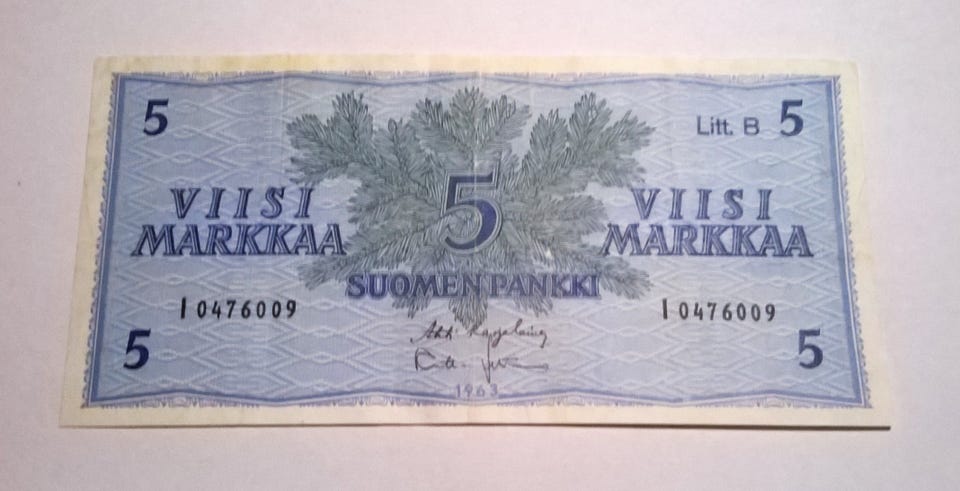 5 Litt. B 5
5
VIISI MARKKAA
VIISI MARKKAA
SUOMEN PANKKI
I 0476009 I 0476009
5 5
1963